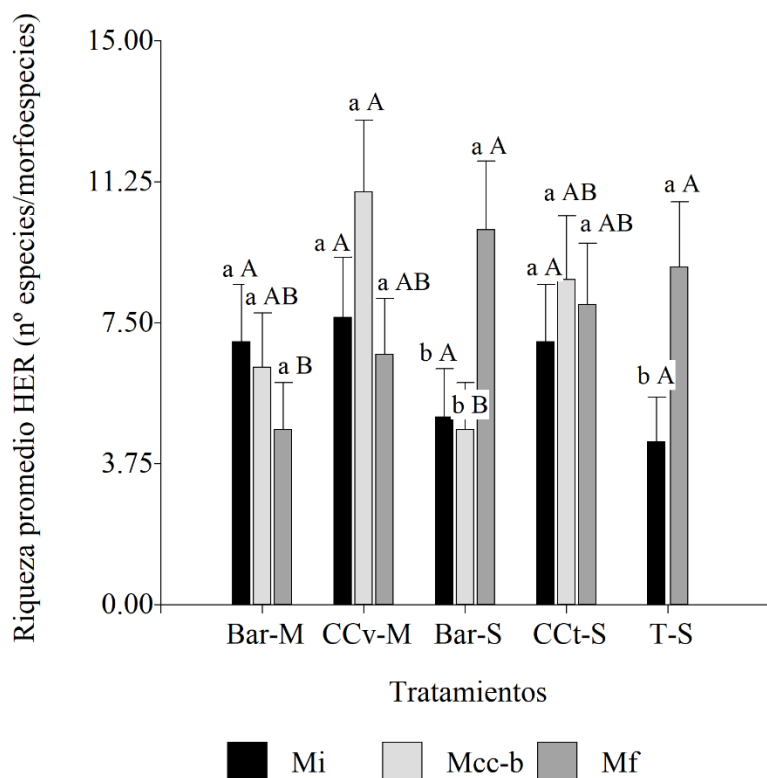 Riqueza promedio HER (nº especies/morfoespecies)
15.00
11.25
7.50
3.75
0.00
a A
a AB
a B
a A
a A
a AB
b A
b B
a A
a A
a AB
a AB
b A
a A
Bar-M CCv-M Bar-S CCt-S T-S
Tratamientos
Mi Mcc-b Mf